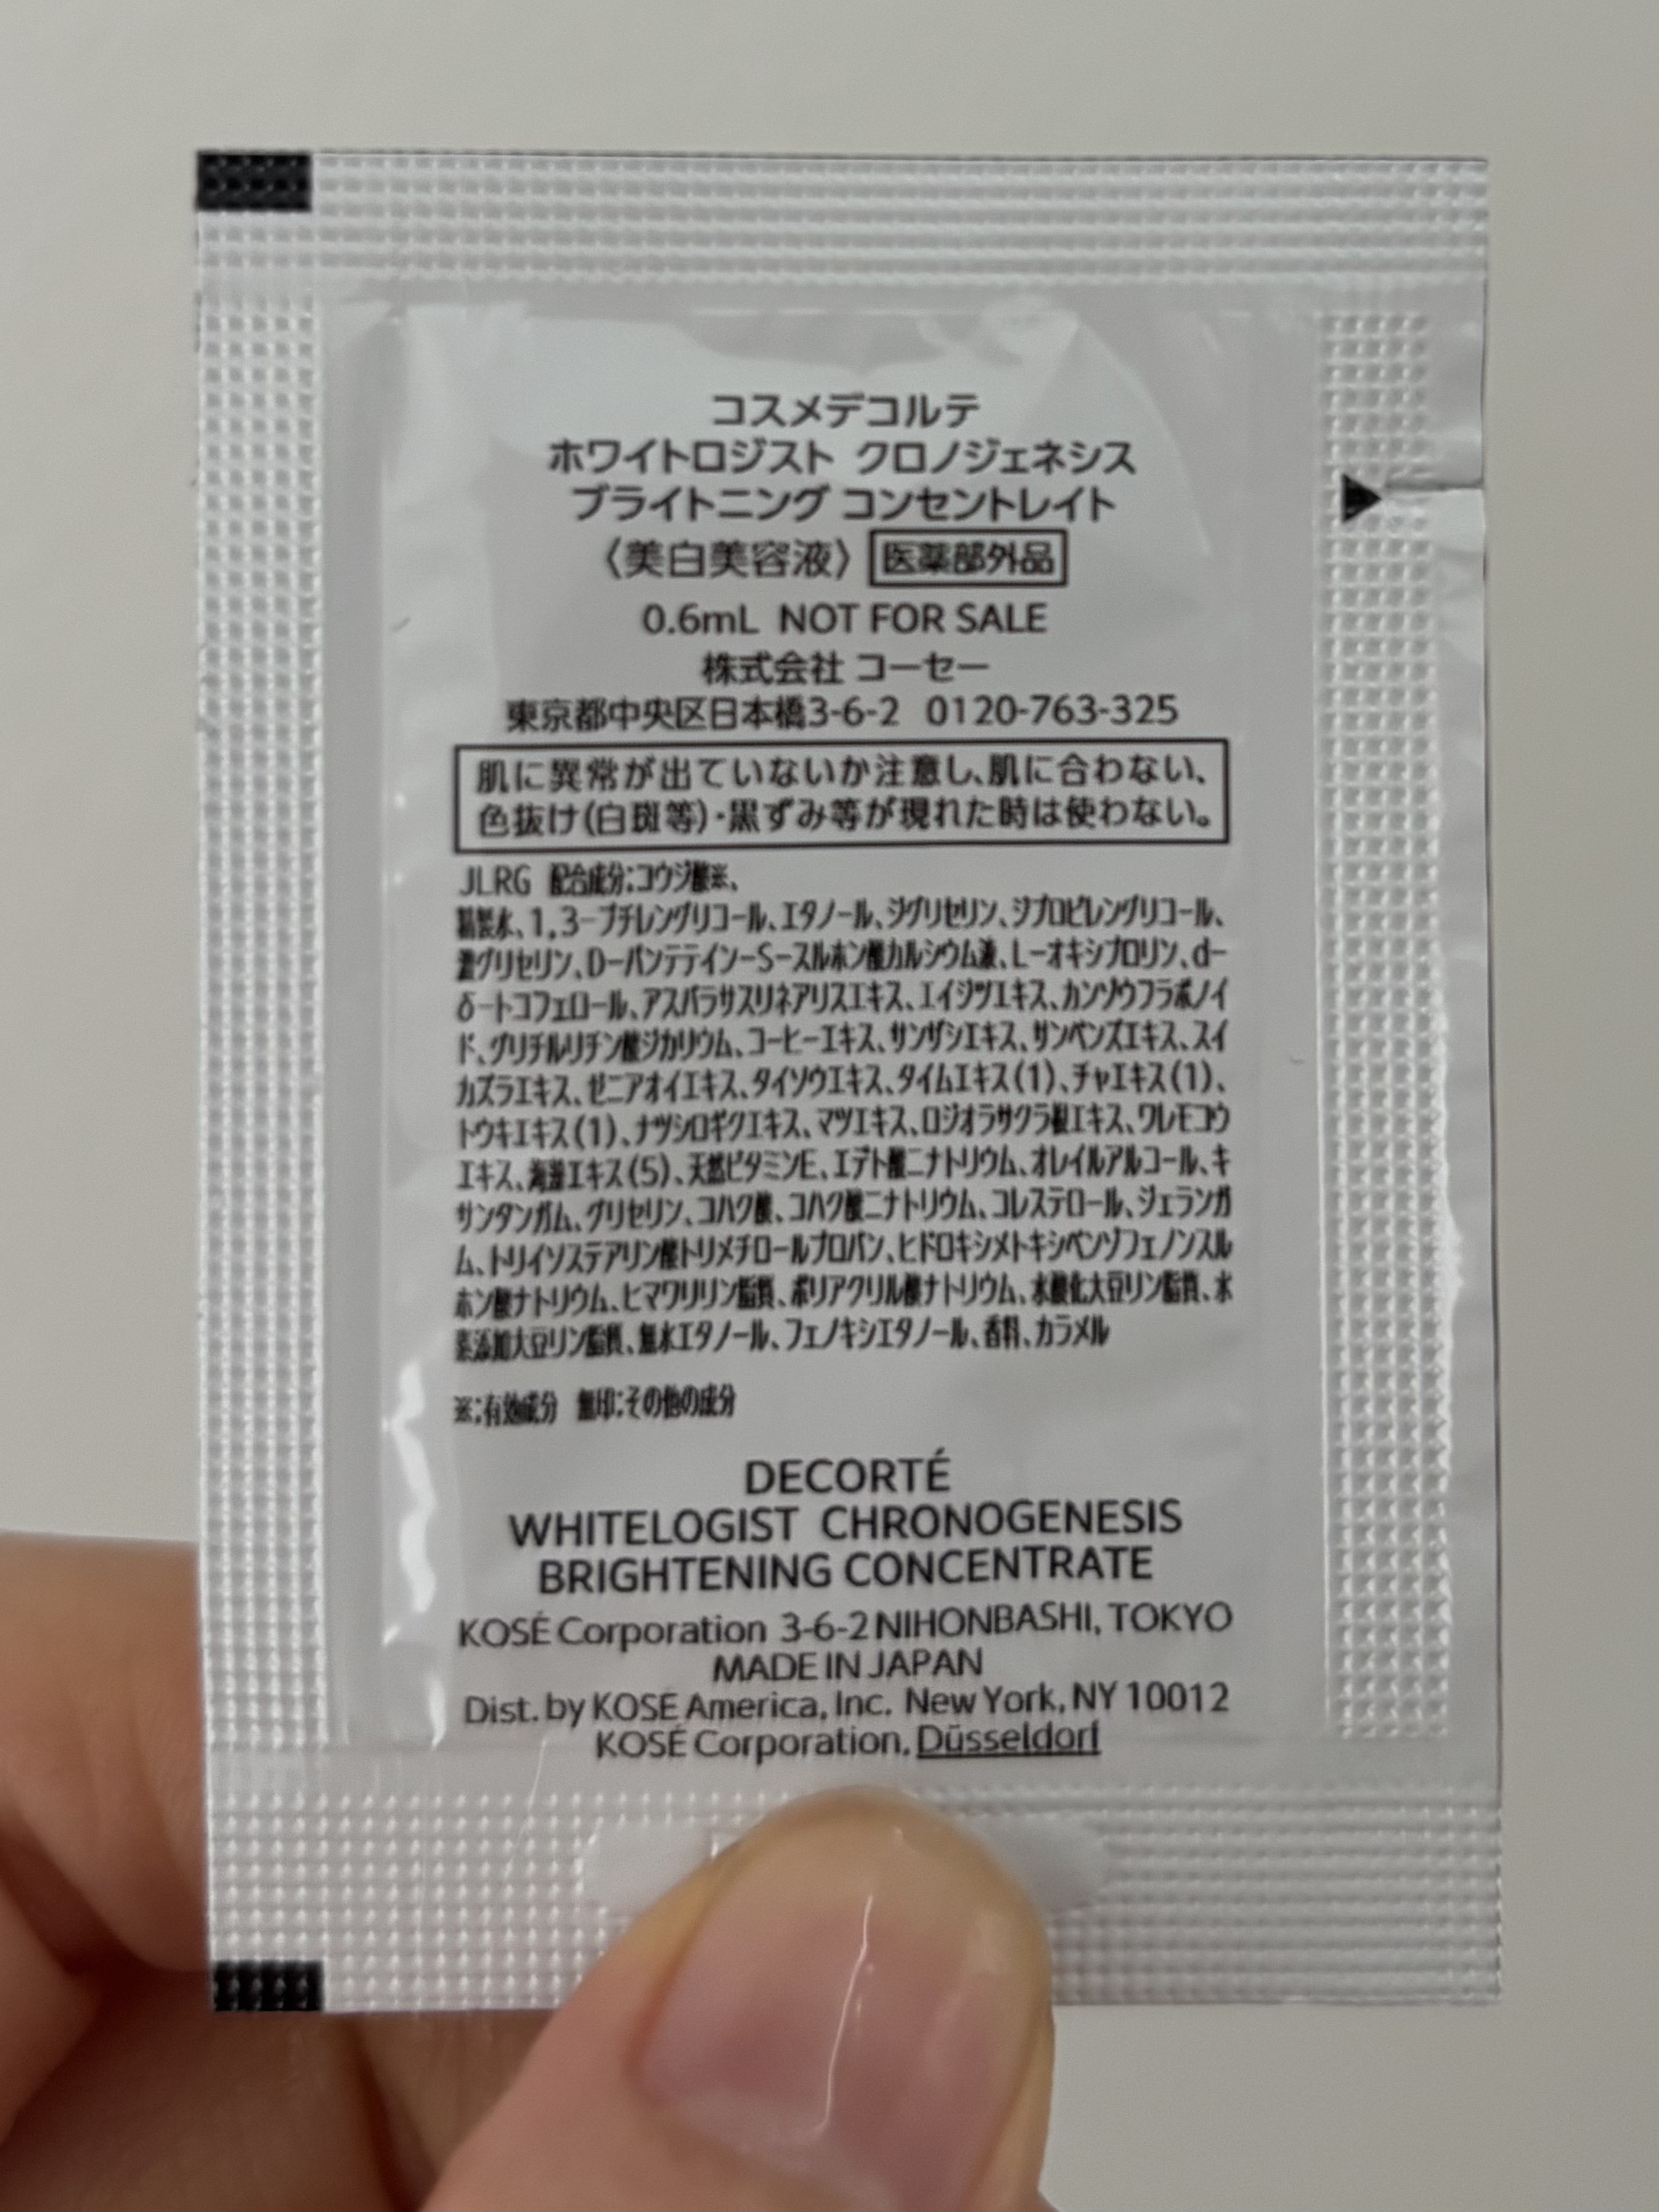 コスメデコルテ
ホワイトロジスト クロノジェネシス
ブライトニング コンセントレイト
〈美白美容液〉 医薬部外品
0.6mL NOT FOR SALE
株式会社 コーセー
東京都中央区日本橋3-6-2 0120-763-325
肌に異常が出ていないか注意し、肌に合わない、
色抜け(白斑等)・黒ずみ等が現れた時は使わない。
JLRG 配合成分;コウジ酸※、
精製水、1,3-ブチレングリコール、エタノール、ジグリセリン、ジプロピレングリコール、
濃グリセリン、D-パンテテイン-S-スルホン酸カルシウム液、L-オキシプロリン、d-
δ-トコフェロール、アスパラサスリネアリスエキス、エイジツエキス、カンゾウフラボノイ
ド、グリチルリチン酸ジカリウム、コーヒーエキス、サンザシエキス、サンペンズエキス、スイ
カズラエキス、ゼニアオイエキス、タイソウエキス、タイムエキス(1)、チャエキス(1)、
トウキエキス(1)、ナツシロギクエキス、マツエキス、ロジオラサクラ根エキス、ワレモコウ
エキス、海藻エキス(5)、天然ビタミンE、エデト酸二ナトリウム、オレイルアルコール、キ
サンタンガム、グリセリン、コハク酸、コハク酸二ナトリウム、コレステロール、ジェランガ
ム、トリイソステアリン酸トリメチロールプロパン、ヒドロキシメトキシベンゾフェノンスル
ホン酸ナトリウム、ヒマワリリン脂質、ポリアクリル酸ナトリウム、水酸化大豆リン脂質、水
素添加大豆リン脂質、無水エタノール、フェノキシエタノール、香料、カラメル
※;有効成分 無印;その他の成分
DECORTÉ
WHITELOGIST CHRONOGENESIS
BRIGHTENING CONCENTRATE
KOSÉ Corporation 3-6-2 NIHONBASHI, TOKYO
MADE IN JAPAN
Dist. by KOSÉ America, Inc. New York, NY 10012
KOSÉ Corporation, Düsseldorf